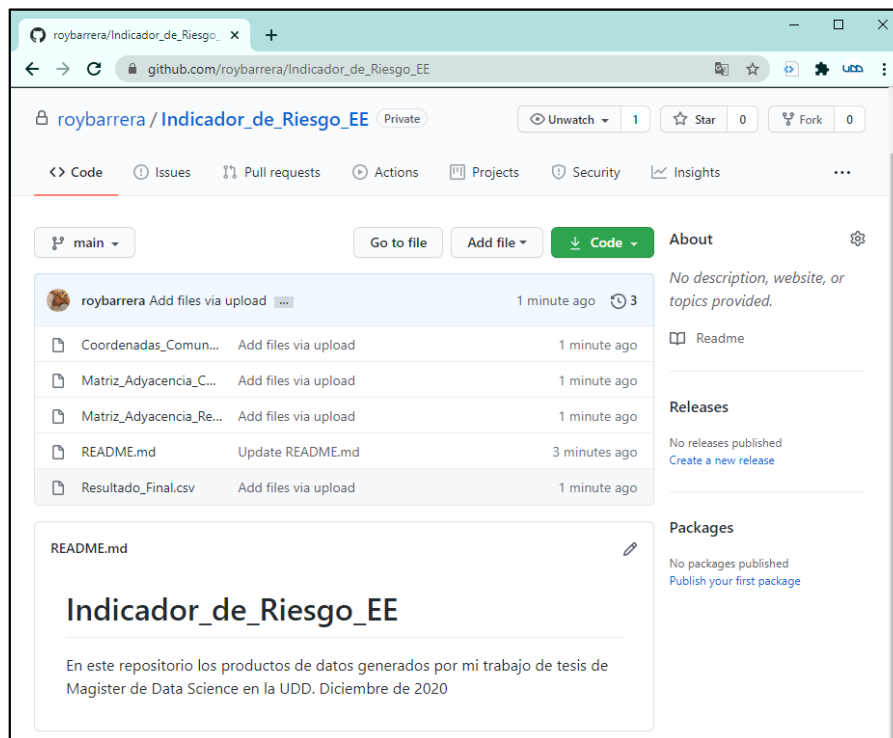 roybarrera/Indicador_de_Riesgo_
github.com/roybarrera/Indicador_de_Riesgo_EE
UDD
roybarrera / Indicador_de_Riesgo_EE Private
Unwatch 1 Star 0 Fork 0
<> Code Issues Pull requests Actions Projects Security Insights ...
main Go to file Add file Code
roybarrera Add files via upload ... 1 minute ago 3
Coordenadas_Comun... Add files via upload 1 minute ago
Matriz_Adyacencia_C... Add files via upload 1 minute ago
Matriz_Adyacencia_Re... Add files via upload 1 minute ago
README.md Update README.md 3 minutes ago
Resultado_Final.csv Add files via upload 1 minute ago
README.md
Indicador_de_Riesgo_EE
En este repositorio los productos de datos generados por mi trabajo de tesis de
Magister de Data Science en la UDD. Diciembre de 2020
About
No description, website, or
topics provided.
Readme
Releases
No releases published
Create a new release
Packages
No packages published
Publish your first package